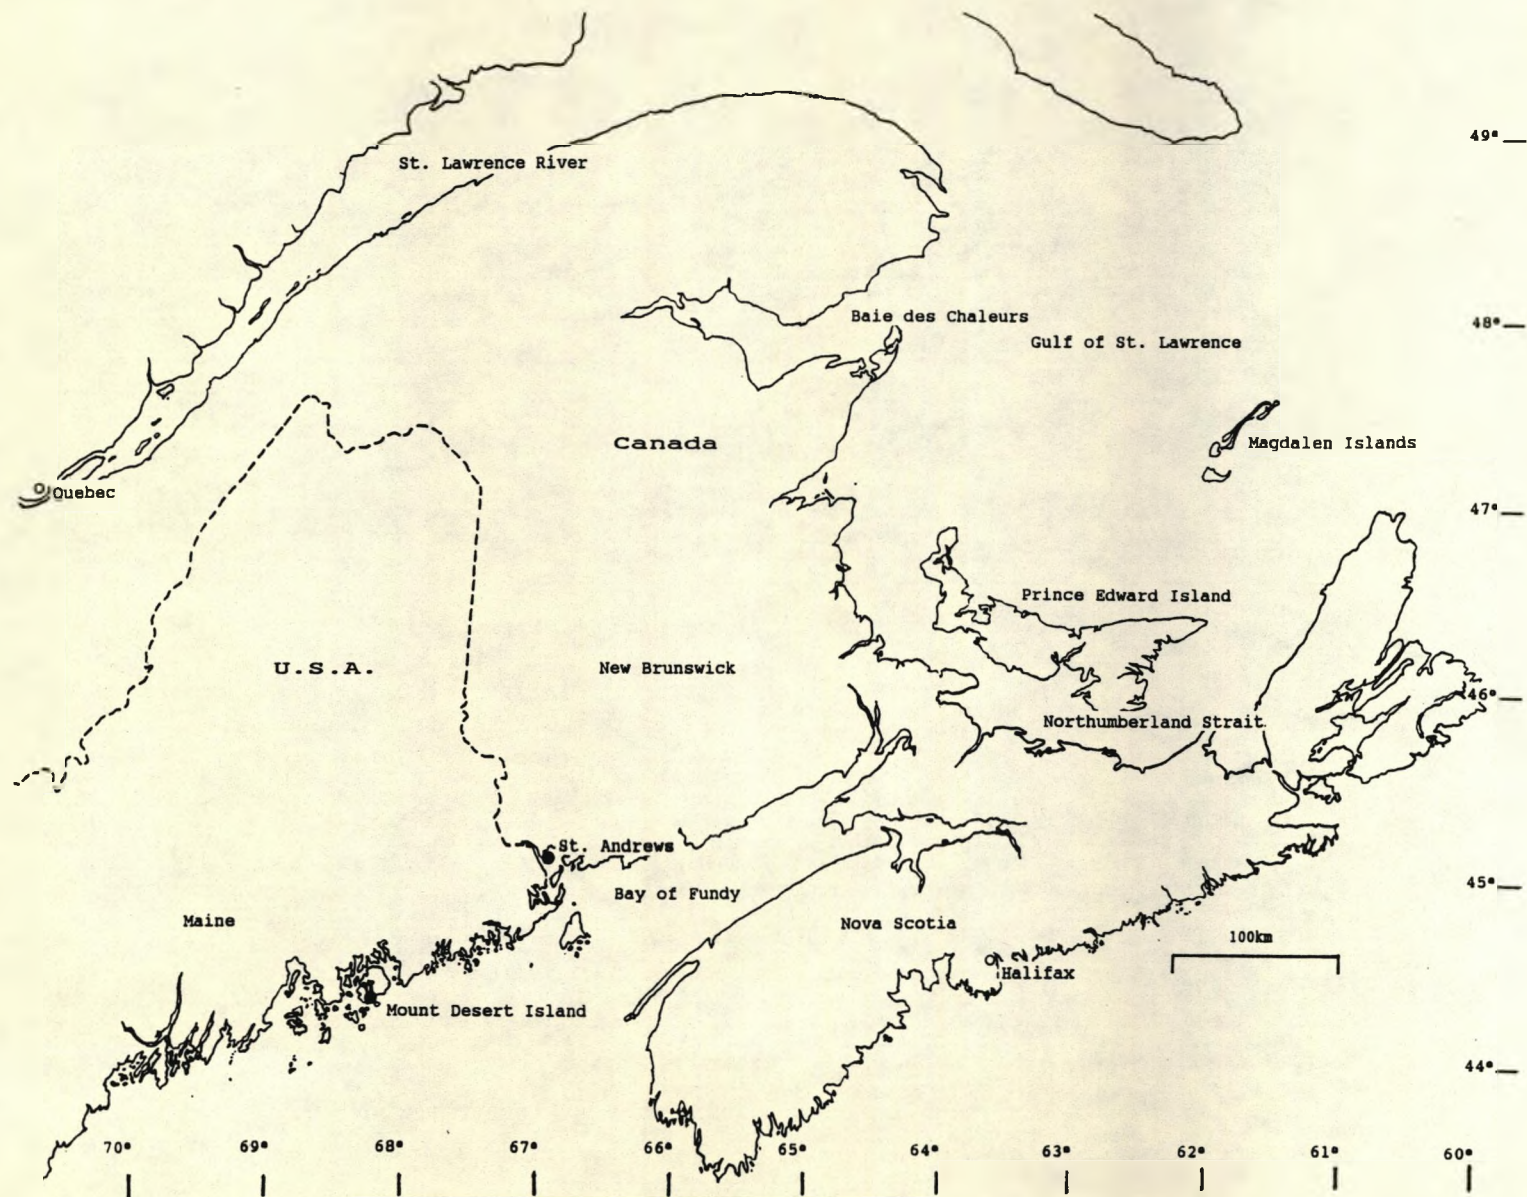 49°
St. Lawrence River
Baie des Chaleurs
48°
Gulf of St. Lawrence
Canada
Magdalen Islands
Quebec
47°
Prince Edward Island
U.S.A.
New Brunswick
46°
Northumberland Strait
St. Andrews
45°
Bay of Fundy
Maine
Nova Scotia
100km
Halifax
Mount Desert Island
44°
70° 69° 68° 67° 66° 65° 64° 63° 62° 61° 60°